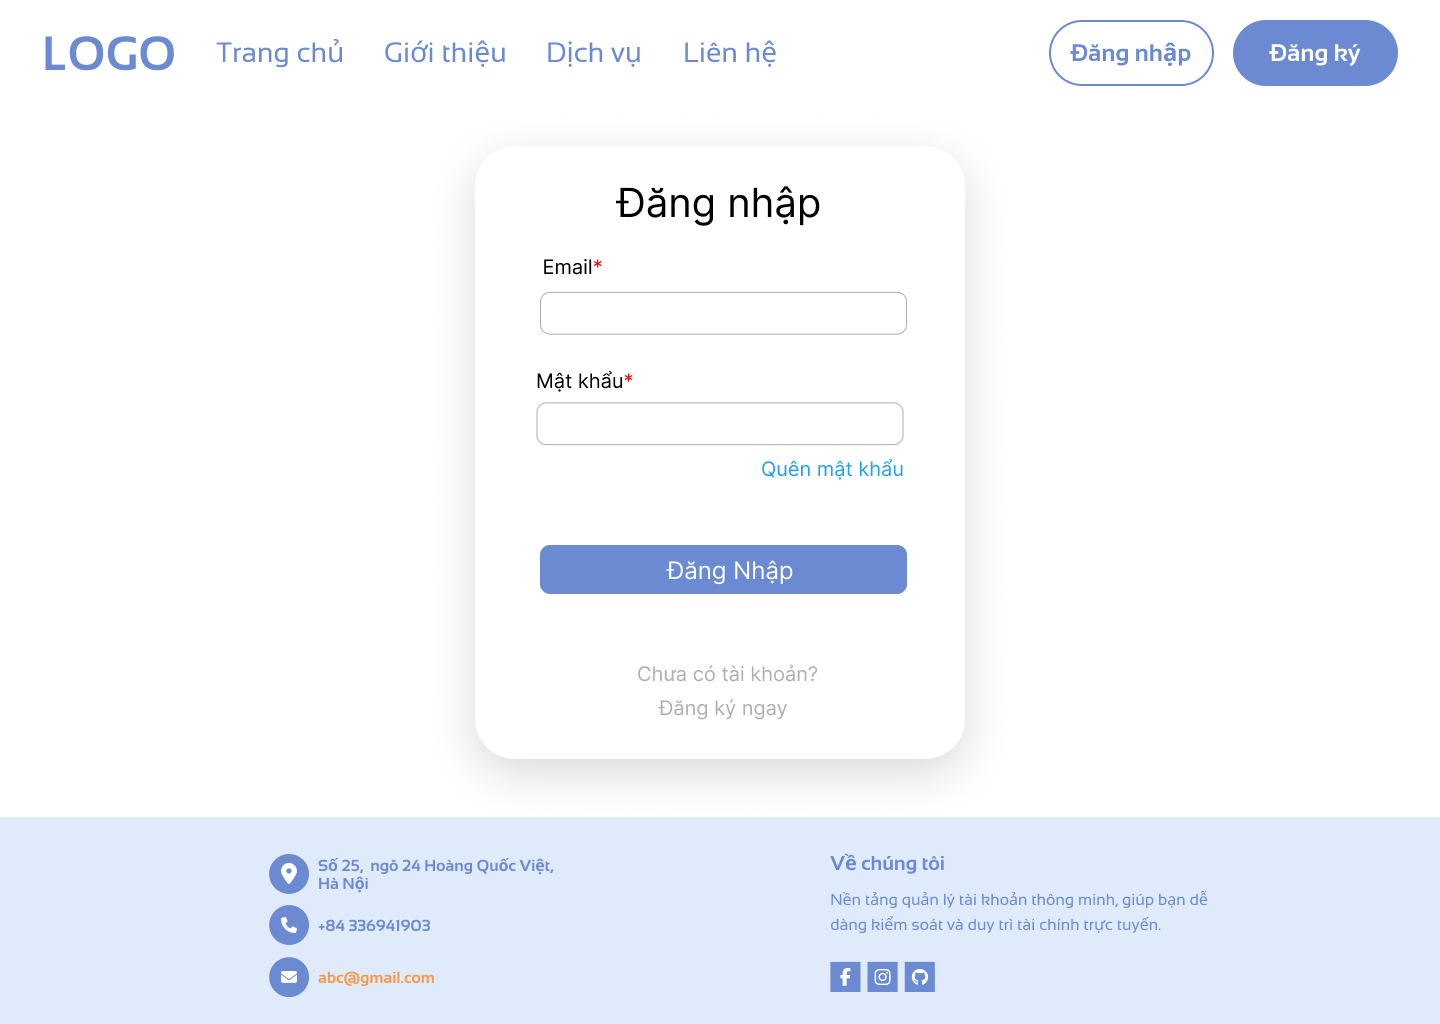 LOGO Trang chủ Giới thiệu Dịch vụ Liên hệ Đăng nhập Đăng ký
Đăng nhập
Email*
Mật khẩu*
Quên mật khẩu
Đăng Nhập
Chưa có tài khoản?
Đăng ký ngay
Số 25, ngõ 24 Hoàng Quốc Việt,
Hà Nội
+84 336941903
abc@gmail.com
Về chúng tôi
Nền tảng quản lý tài khoản thông minh, giúp bạn dễ
dàng kiểm soát và duy trì tài chính trực tuyến.